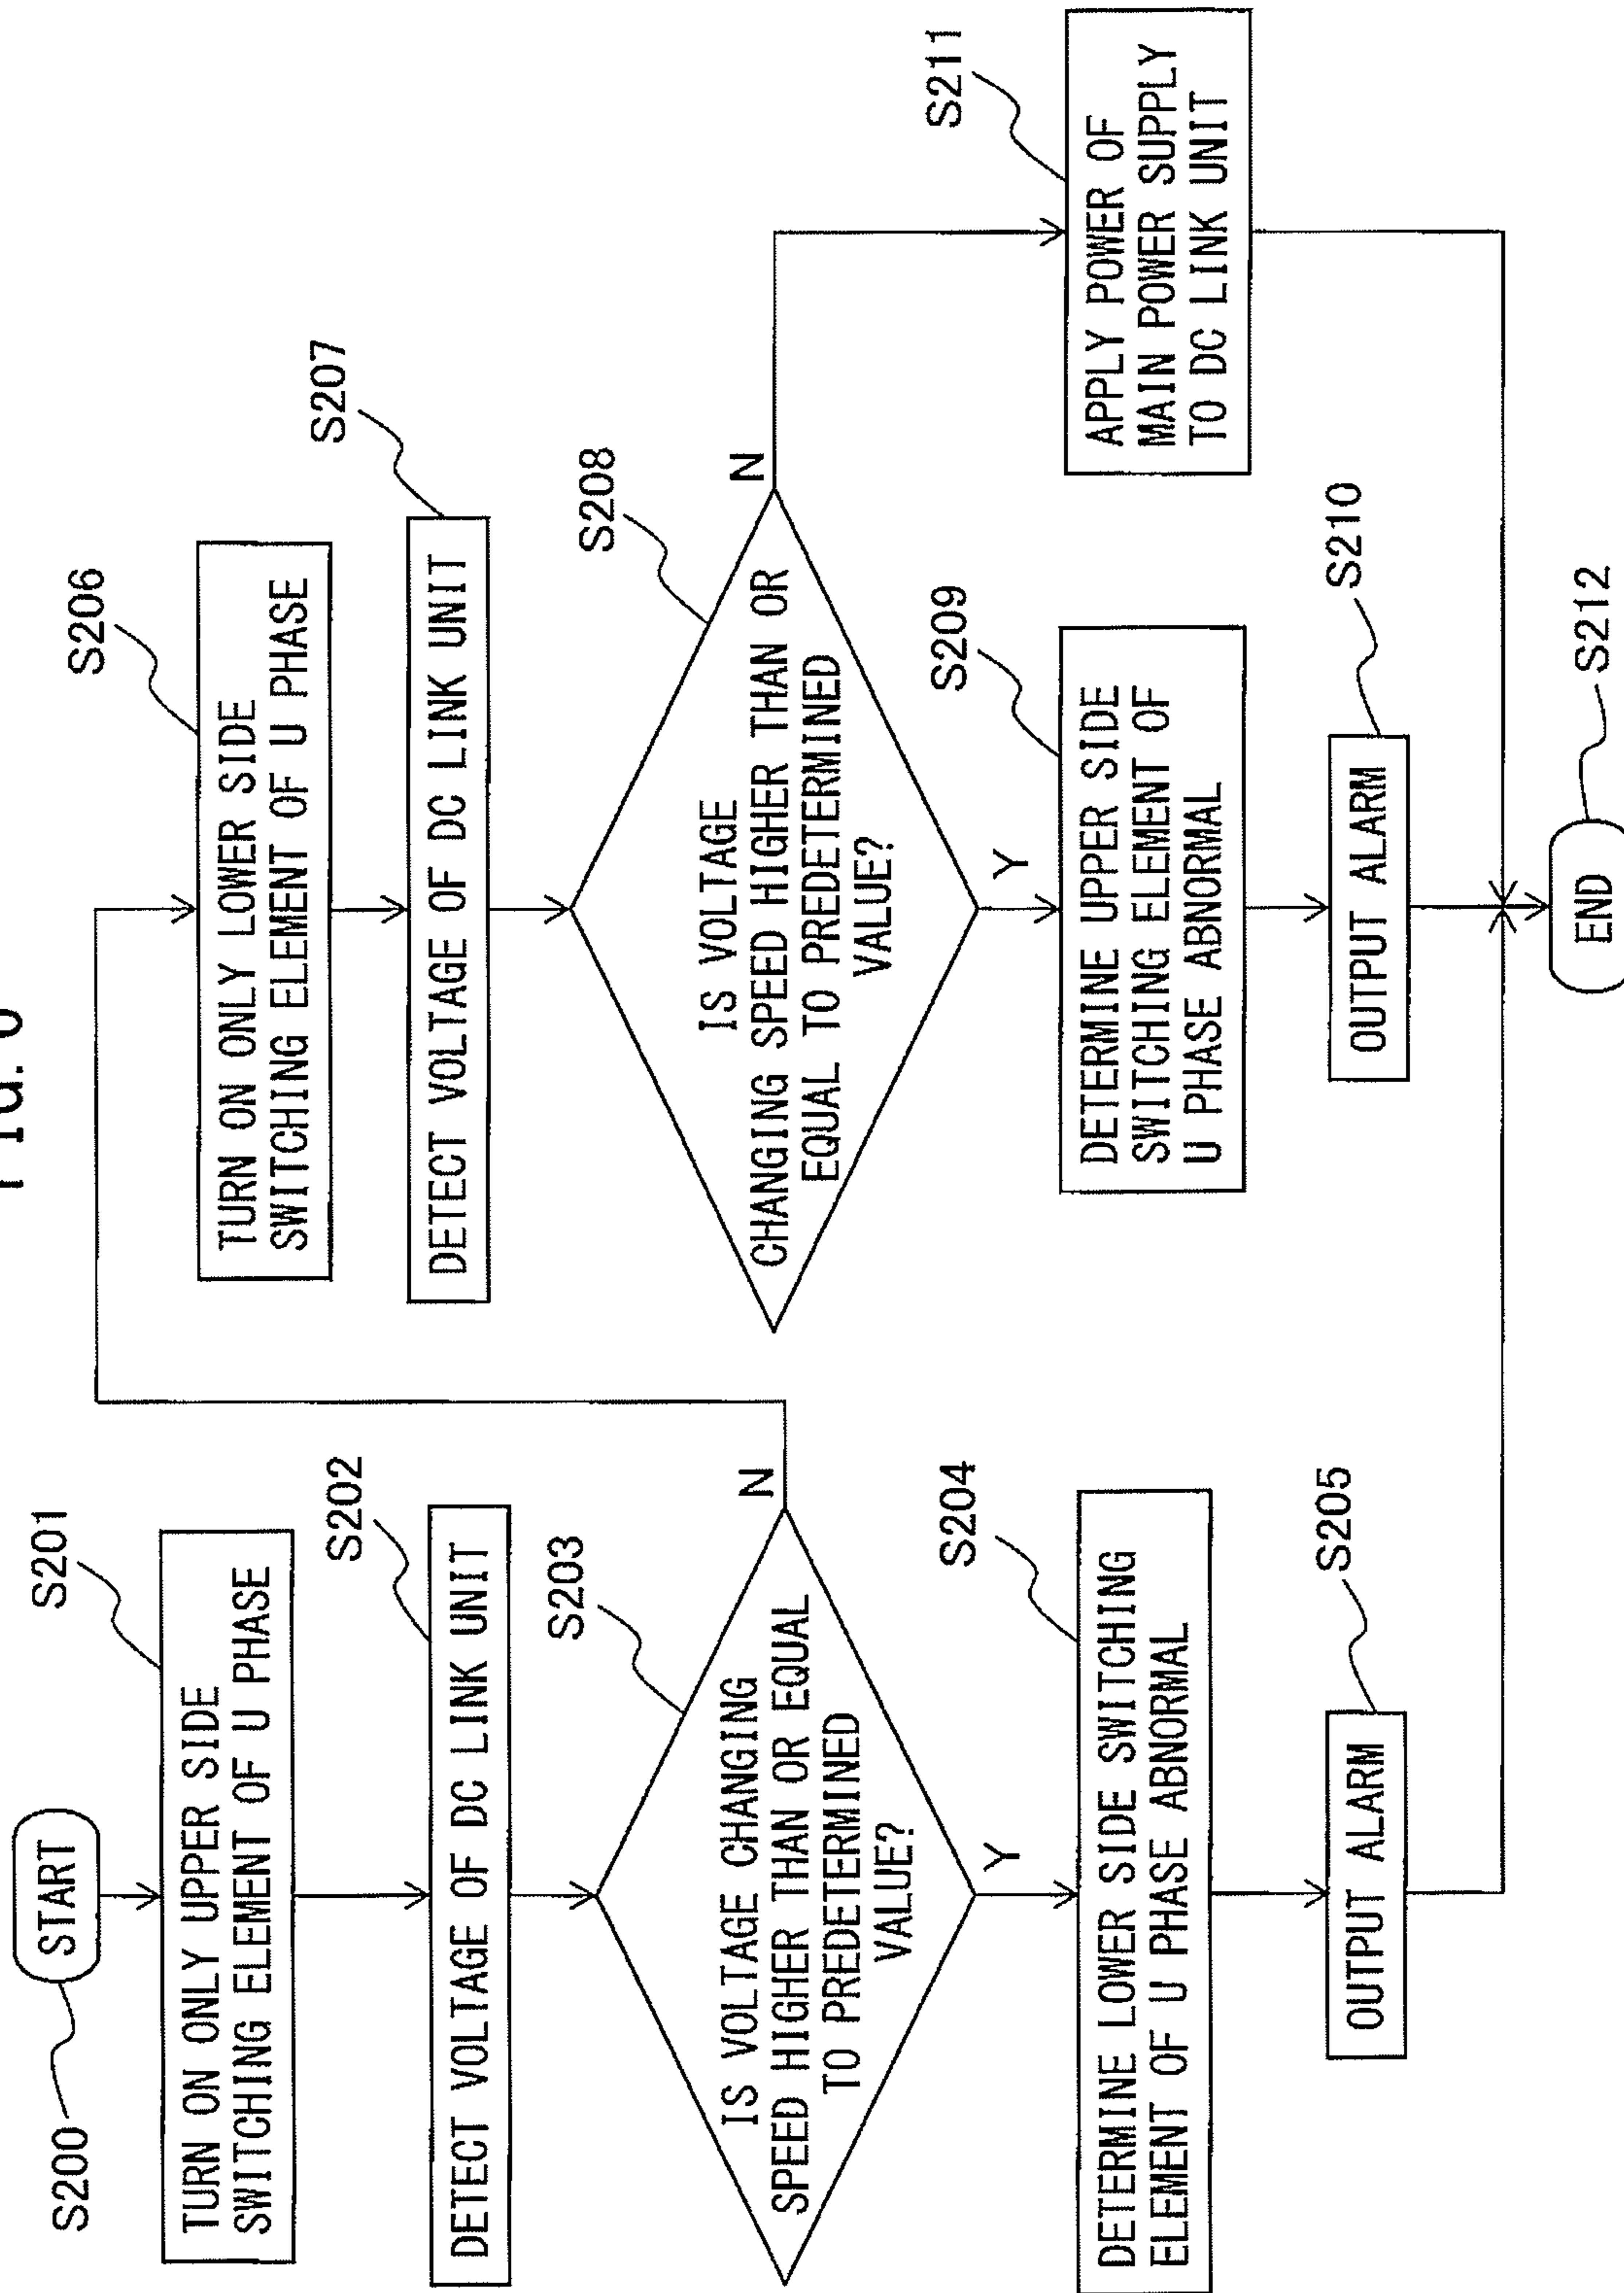 START
S200
TURN ON ONLY UPPER SIDE
SWITCHING ELEMENT OF U PHASE
S201
DETECT VOLTAGE OF DC LINK UNIT
S202
IS VOLTAGE CHANGING
SPEED HIGHER THAN OR EQUAL
TO PREDETERMINED
VALUE?
S203
N
Y
DETERMINE LOWER SIDE SWITCHING
ELEMENT OF U PHASE ABNORMAL
S204
OUTPUT ALARM
S205
TURN ON ONLY LOWER SIDE
SWITCHING ELEMENT OF U PHASE
S206
DETECT VOLTAGE OF DC LINK UNIT
S207
IS VOLTAGE
CHANGING SPEED HIGHER THAN OR
EQUAL TO PREDETERMINED
VALUE?
S208
N
Y
DETERMINE UPPER SIDE
SWITCHING ELEMENT OF
U PHASE ABNORMAL
S209
OUTPUT ALARM
S210
APPLY POWER OF
MAIN POWER SUPPLY
TO DC LINK UNIT
S211
END
S212